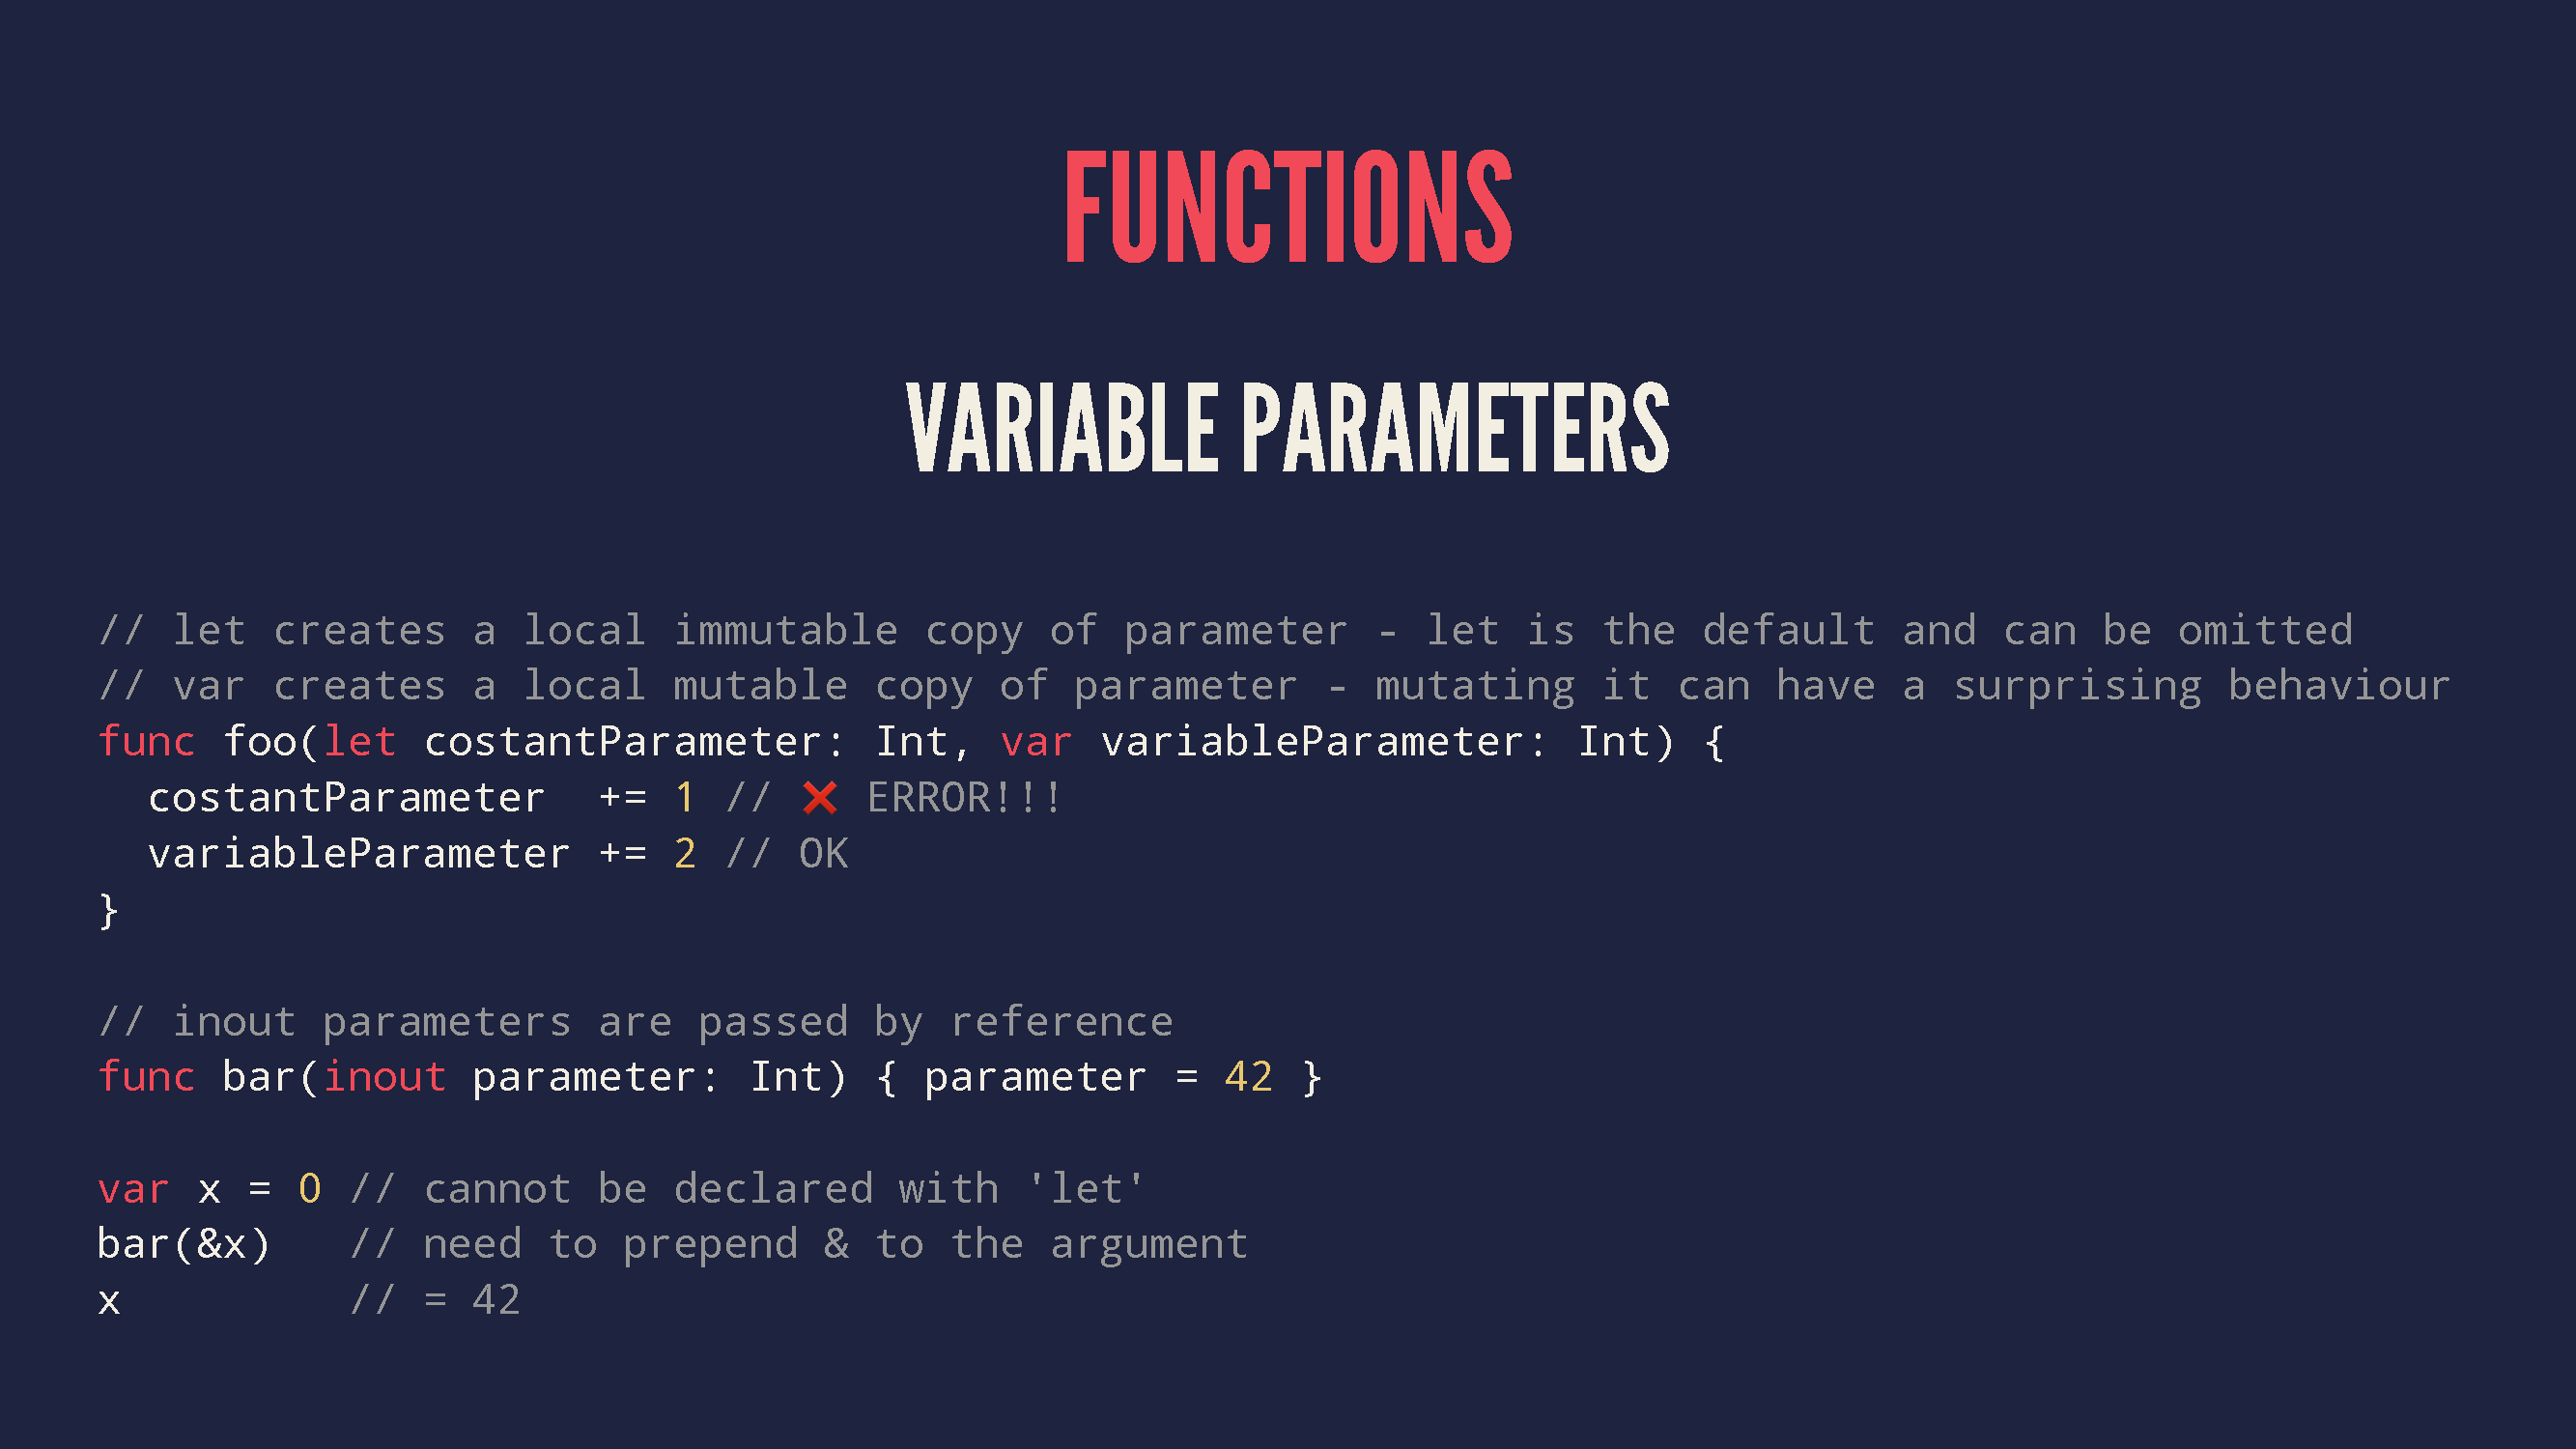 FUNCTIONS
VARIABLE PARAMETERS
// let creates a local immutable copy of parameter - let is the default and can be omitted
// var creates a local mutable copy of parameter - mutating it can have a surprising behaviour
func foo(let costantParameter: Int, var variableParameter: Int) {
  costantParameter  += 1 // ❌ ERROR!!!
  variableParameter += 2 // OK
}
// inout parameters are passed by reference
func bar(inout parameter: Int) { parameter = 42 }
var x = 0 // cannot be declared with 'let'
bar(&x)   // need to prepend & to the argument
x         // = 42